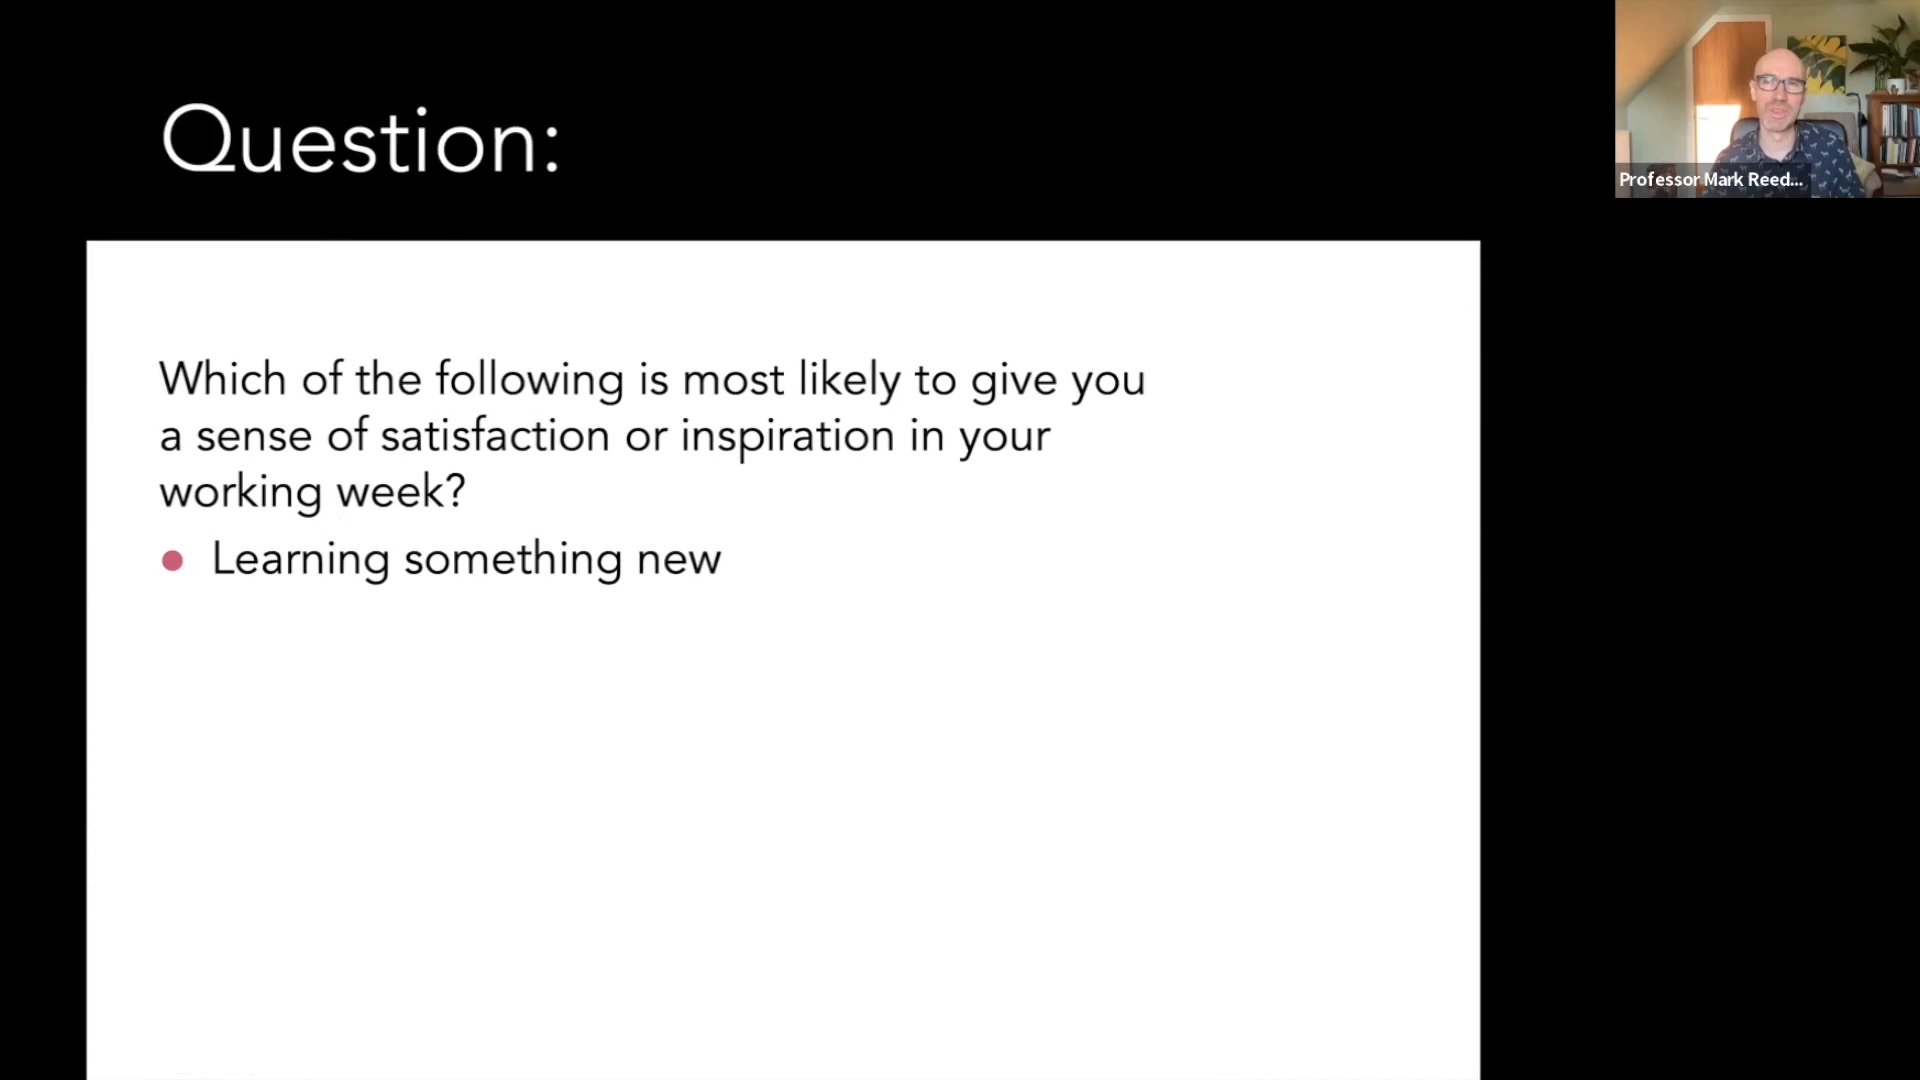 Question:
Professor Mark Reed...
Which of the following is most likely to give you
a sense of satisfaction or inspiration in your
working week?
● Learning something new